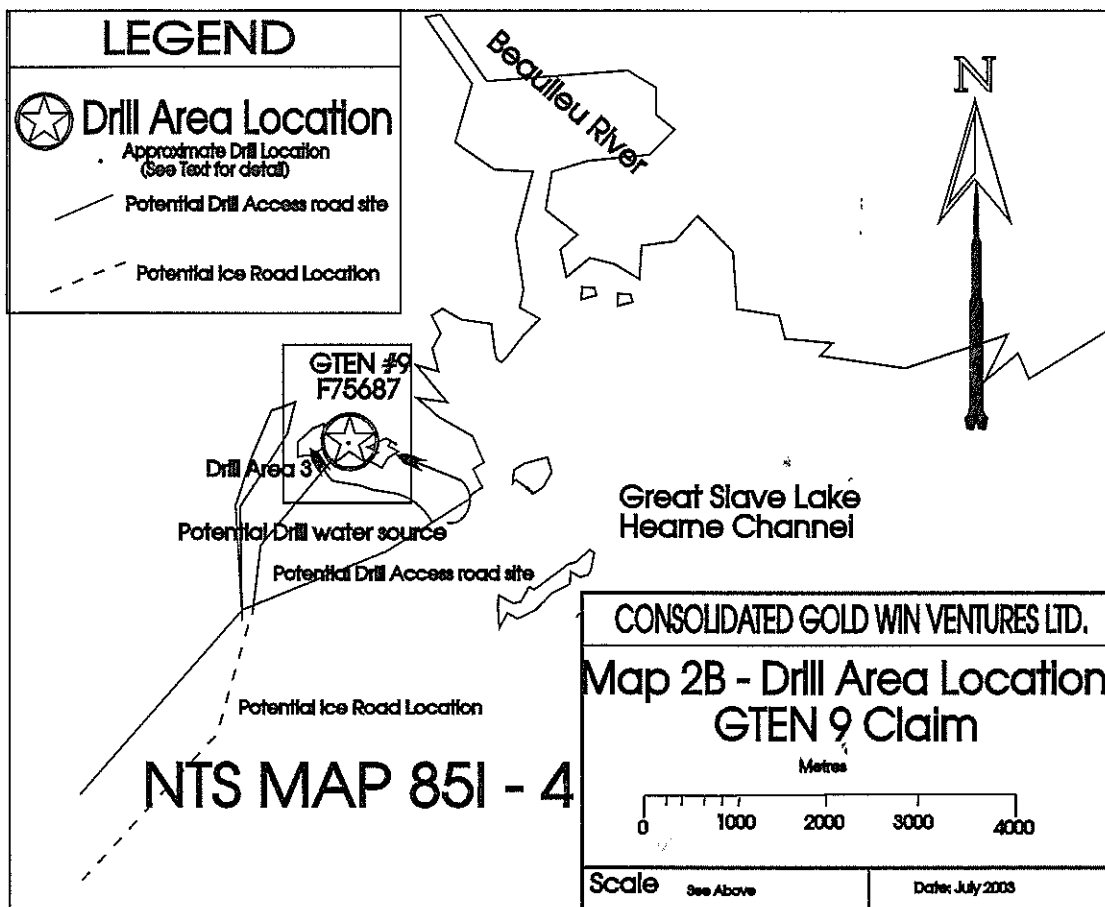 LEGEND
Drill Area Location
Approximate Drill Location
(See Text for detail)
Potential Drill Access road site
Potential Ice Road Location
Beaulieu River
N
GTEN #9
F75687
Drill Area 3
Potential Drill water source
Potential Drill Access road site
Great Slave Lake
Hearne Channel
Potential Ice Road Location
NTS MAP 85I - 4
CONSOLIDATED GOLD WIN VENTURES LTD.
Map 2B - Drill Area Location
GTEN 9 Claim
Metres
0 1000 2000 3000 4000
Scale See Above Date: July 2003